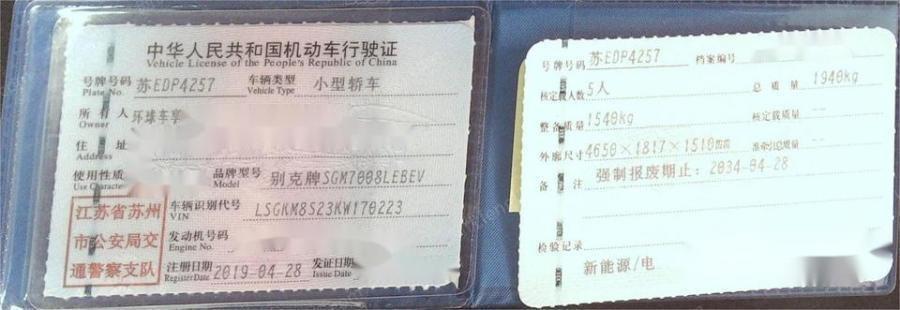 中华人民共和国机动车行驶证
Vehicle License of the People's Republic of China
号牌号码 苏EDP4257 车辆类型 小型轿车
Plate No. Vehicle Type
所有人 环球车享
Owner
住址
Address
使用性质 品牌型号 别克牌SGM7008LEBEV
Use Character Model
江苏省苏州
市公安局交
通警察支队
车辆识别代号 LSGKM8S23KW170223
VIN
发动机号码
Engine No.
注册日期 2019-04-28 发证日期
Register Date Issue Date
号牌号码 苏EDP4257 档案编号
核定载人数 5人 总质量 1940kg
整备质量 1540kg 核定载质量 --
外廓尺寸 4650×1817×1510mm 准牵引总质量 --
备注 强制报废期止：2034-04-28
检验记录
新能源/电